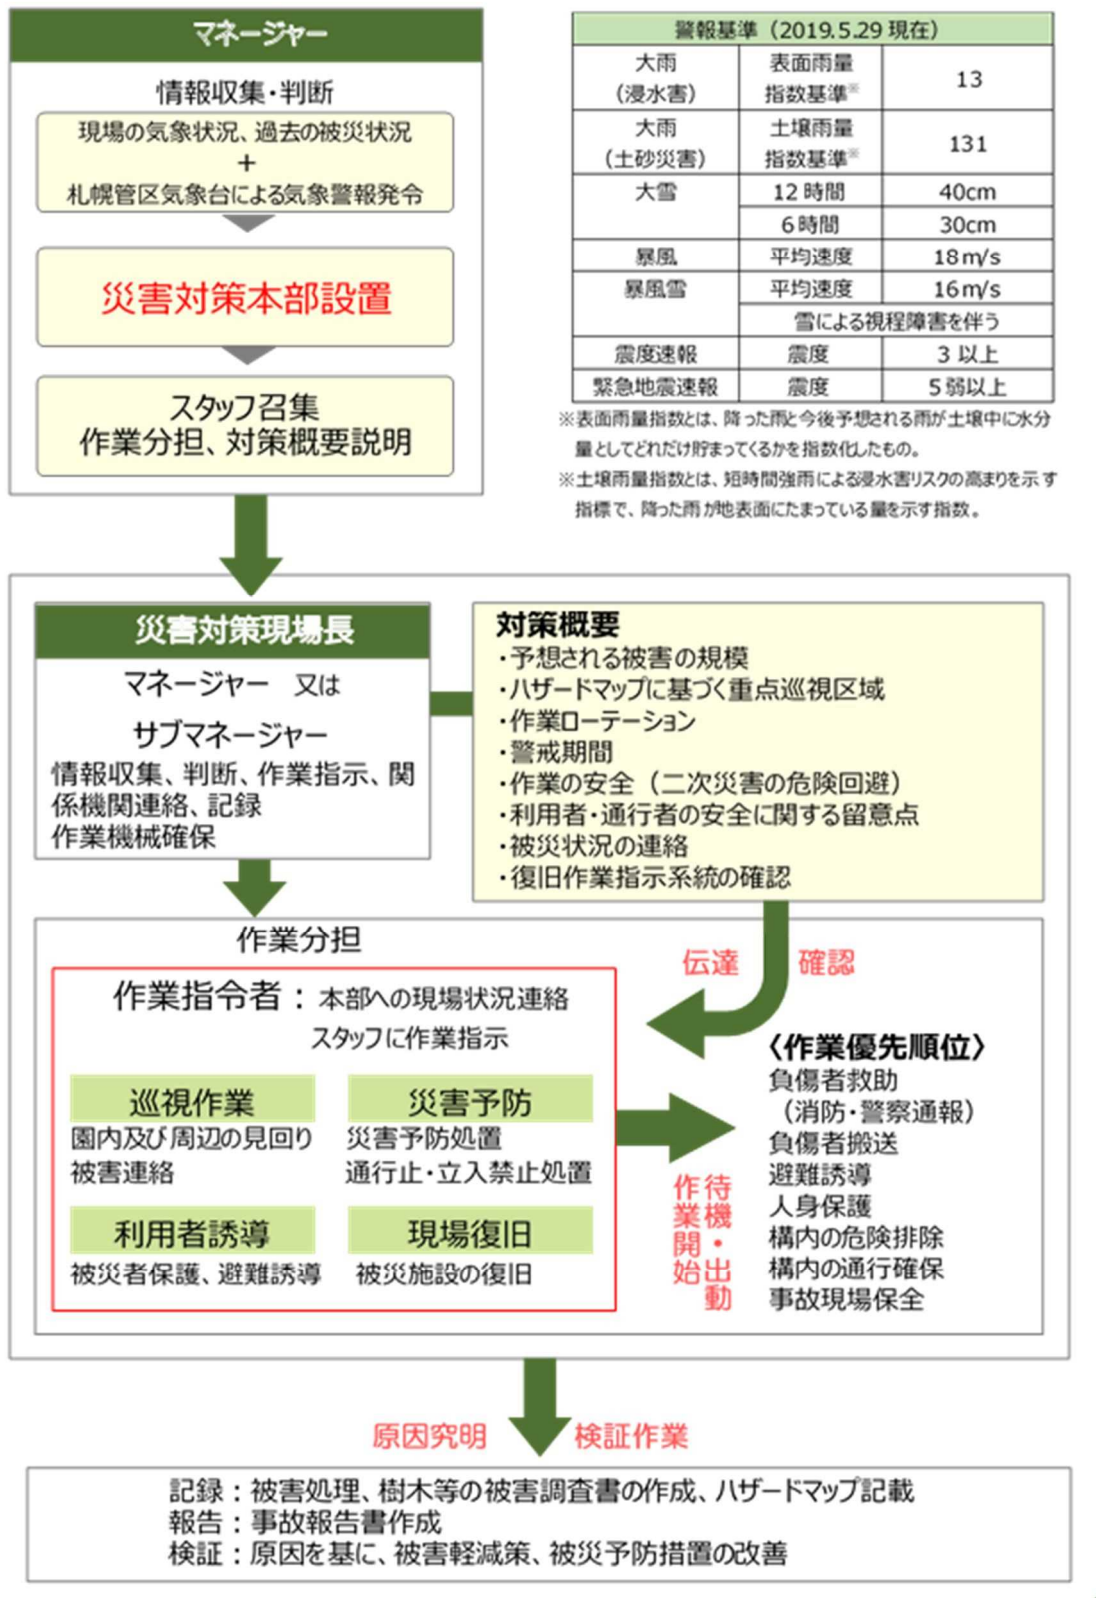 マネージャー
情報収集・判断
現場の気象状況、過去の被災状況
+
札幌管区気象台による気象警報発令
災害対策本部設置
スタッフ召集
作業分担、対策概要説明
警報基準（2019.5.29 現在）
大雨 表面雨量 13
（浸水害） 指数基準※
大雨 土壌雨量 131
（土砂災害） 指数基準※
大雪 12 時間 40cm
6 時間 30cm
暴風 平均速度 18m/s
暴風雪 平均速度 16m/s
雪による視程障害を伴う
震度速報 震度 3 以上
緊急地震速報 震度 5弱以上
※表面雨量指数とは、降った雨と今後予想される雨が土壌中に水分
量としてどれだけ貯まってくるかを指数化したもの。
※土壌雨量指数とは、短時間強雨による浸水害リスクの高まりを示す
指標で、降った雨が地表面にたまっている量を示す指数。
災害対策現場長
マネージャー 又は
サブマネージャー
情報収集、判断、作業指示、関
係機関連絡、記録
作業機械確保
対策概要
・予想される被害の規模
・ハザードマップに基づく重点巡視区域
・作業ローテーション
・警戒期間
・作業の安全（二次災害の危険回避）
・利用者・通行者の安全に関する留意点
・被災状況の連絡
・復旧作業指示系統の確認
作業分担
伝達 確認
作業指令者：本部への現場状況連絡
スタッフに作業指示
巡視作業
園内及び周辺の見回り
被害連絡
災害予防
災害予防処置
通行止・立入禁止処置
利用者誘導
被災者保護、避難誘導
現場復旧
被災施設の復旧
待機・出動
作業開始
〈作業優先順位〉
負傷者救助
（消防・警察通報）
負傷者搬送
避難誘導
人身保護
構内の危険排除
構内の通行確保
事故現場保全
原因究明 検証作業
記録：被害処理、樹木等の被害調査書の作成、ハザードマップ記載
報告：事故報告書作成
検証：原因を基に、被害軽減策、被災予防措置の改善